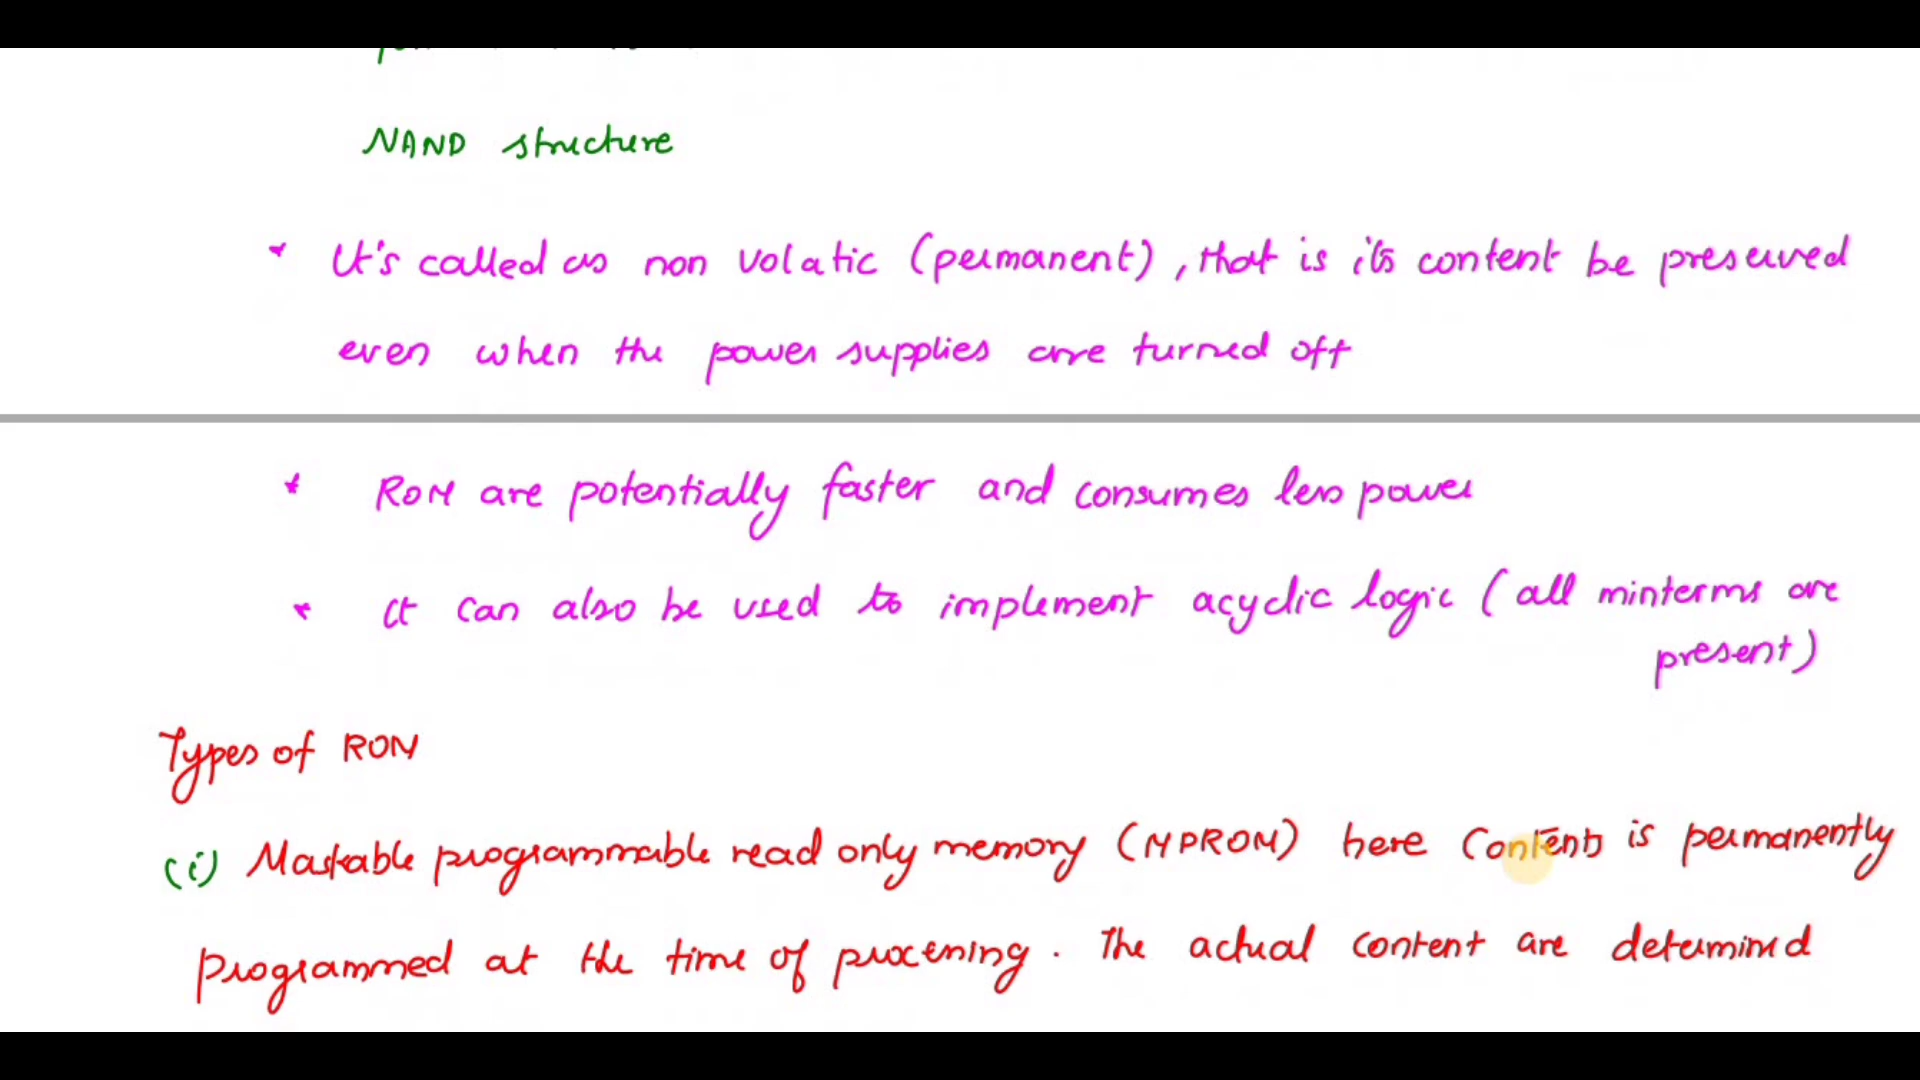 NAND structure
* It's called as non volatic (permanent), that is it's content be preserved
even when the power supplies are turned off
* ROM are potentially faster and consumes less power
* It can also be used to implement acyclic logic (all minterms are
present)
Types of ROM
(i) Maskable programmable read only memory (MPROM) here Contents is permanently
programmed at the time of processing. The actual content are determined